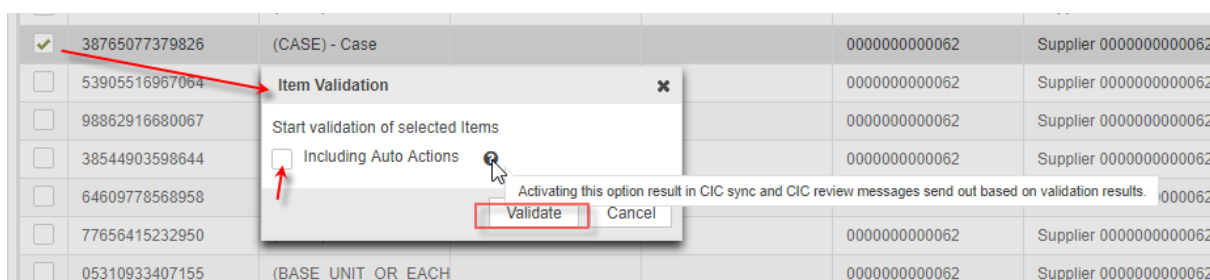 38765077379826 (CASE) - Case 0000000000062 Supplier 0000000000062
53905516967064 0000000000062 Supplier 0000000000062
Item Validation
98862916680067 0000000000062 Supplier 0000000000062
Start validation of selected Items
38544903598644 0000000000062 Supplier 0000000000062
Including Auto Actions
64609778568958 000062
Activating this option result in CIC sync and CIC review messages send out based on validation results.
Validate Cancel
77656415232950 0000000000062 Supplier 0000000000062
05310933407155 (BASE_UNIT_OR_EACH 0000000000062 Supplier 0000000000062